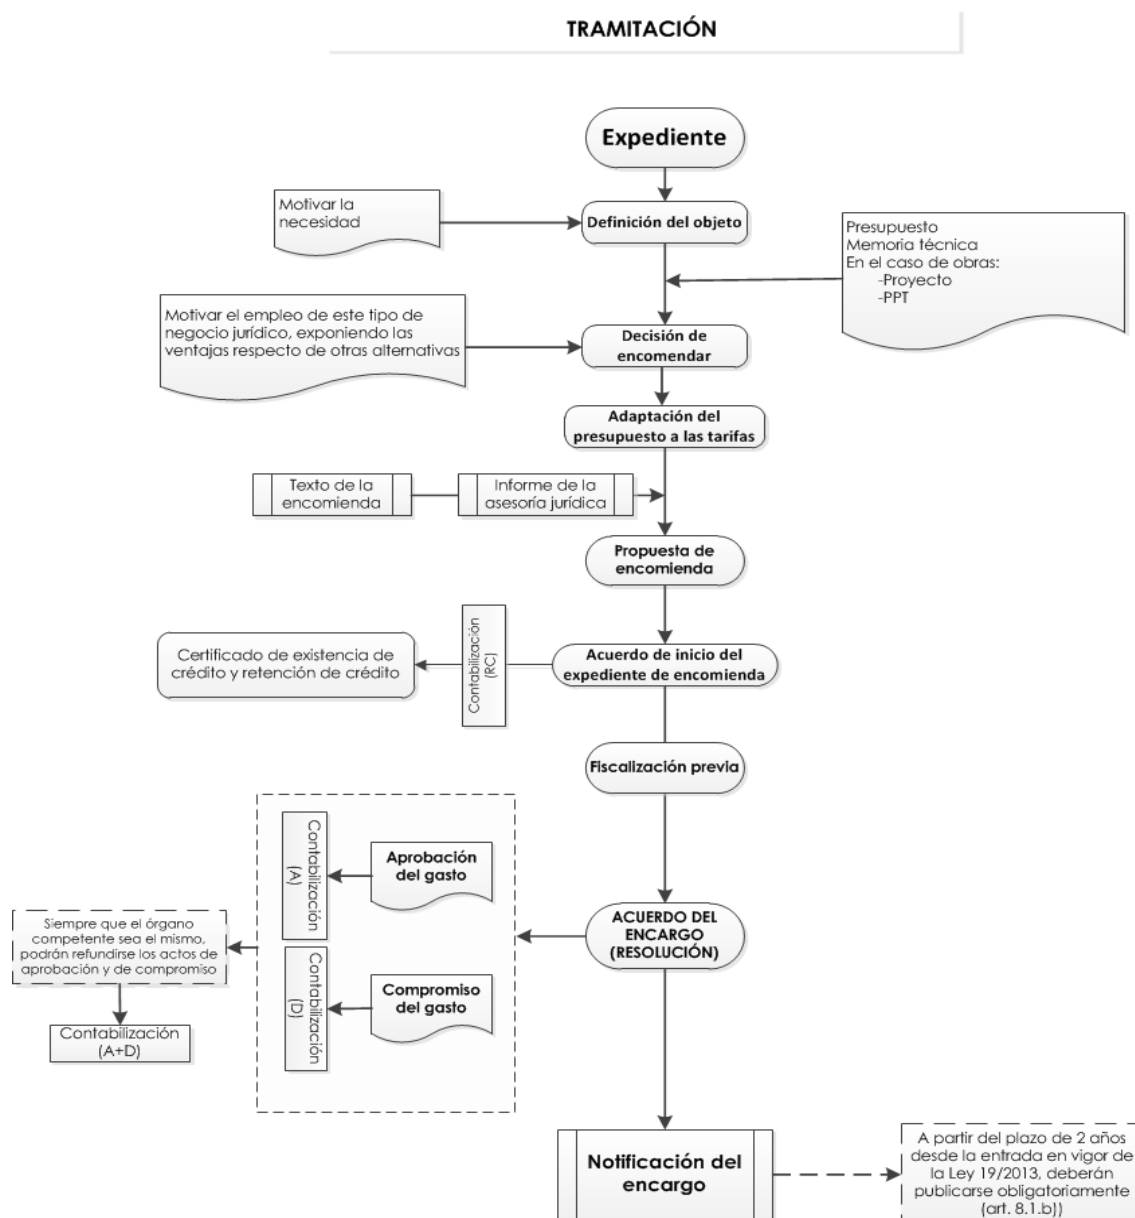 TRAMITACIÓN
Expediente
Motivar la
necesidad
Definición del objeto
Presupuesto
Memoria técnica
En el caso de obras:
-Proyecto
-PPT
Motivar el empleo de este tipo de
negocio jurídico, exponiendo las
ventajas respecto de otras alternativas
Decisión de
encomendar
Adaptación del
presupuesto a las tarifas
Texto de la
encomienda
Informe de la
asesoría jurídica
Propuesta de
encomienda
Certificado de existencia de
crédito y retención de crédito
Contabilización
(RC)
Acuerdo de inicio del
expediente de encomienda
Fiscalización previa
Contabilización
(A)
Aprobación
del gasto
ACUERDO DEL
ENCARGO
(RESOLUCIÓN)
Siempre que el órgano
competente sea el mismo,
podrán refundirse los actos de
aprobación y de compromiso
Contabilización
(D)
Compromiso
del gasto
Contabilización
(A+D)
Notificación del
encargo
A partir del plazo de 2 años
desde la entrada en vigor de
la Ley 19/2013, deberán
publicarse obligatoriamente
(art. 8.1.b))